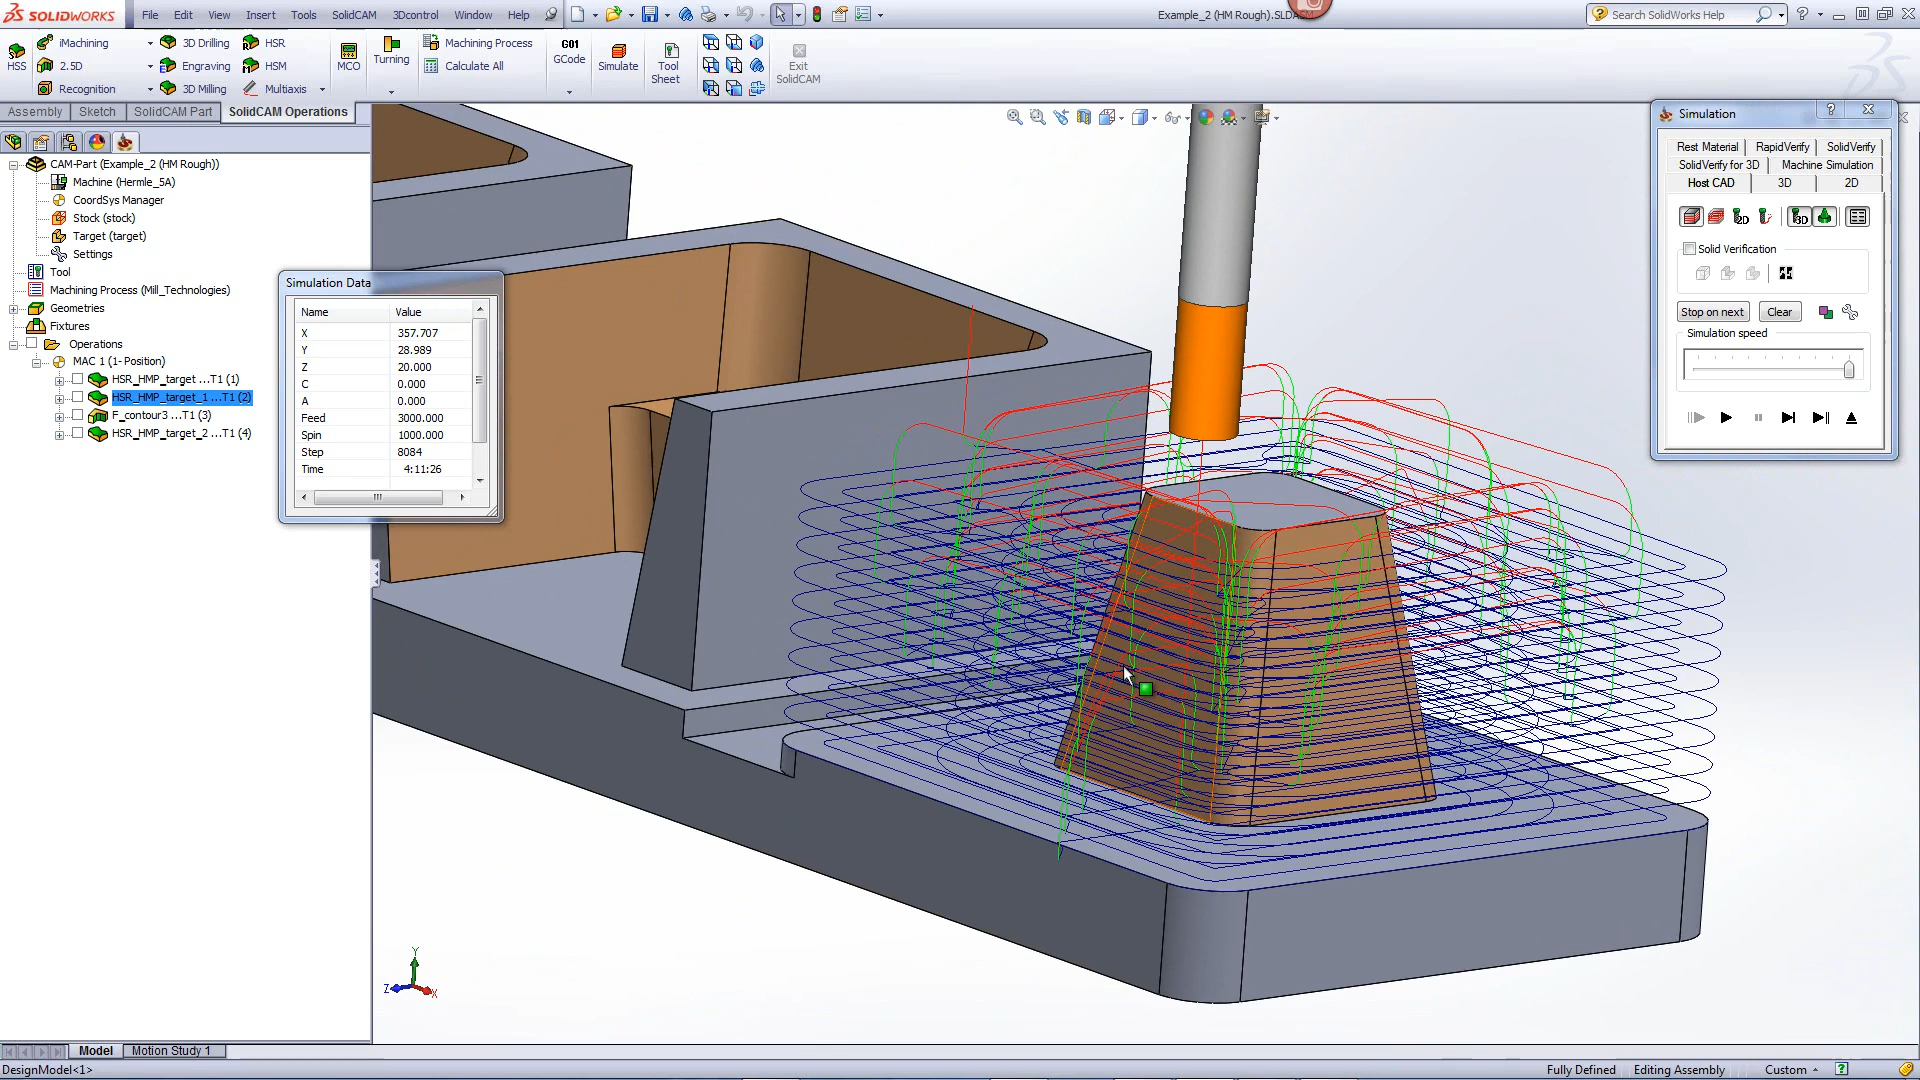 SOLIDWORKS File Edit View Insert Tools SolidCAM 3Dcontrol Window Help Example_2 (HM Rough).SLDASM Search SolidWorks Help
HSS iMachining 3D Drilling HSR MCO Turning Machining Process G01 GCode Simulate Tool Sheet Exit SolidCAM
2.5D Engraving HSM Calculate All
Recognition 3D Milling Multiaxis
Assembly Sketch SolidCAM Part SolidCAM Operations
CAM-Part (Example_2 (HM Rough))
Machine (Hermle_5A)
CoordSys Manager
Stock (stock)
Target (target)
Settings
Tool
Machining Process (Mill_Technologies)
Geometries
Fixtures
Operations
MAC 1 (1- Position)
HSR_HMP_target ...T1 (1)
HSR_HMP_target_1 ...T1 (2)
F_contour3 ...T1 (3)
HSR_HMP_target_2 ...T1 (4)
Simulation Data
Name Value
X 357.707
Y 28.989
Z 20.000
C 0.000
A 0.000
Feed 3000.000
Spin 1000.000
Step 8084
Time 4:11:26
Simulation
Rest Material RapidVerify SolidVerify
SolidVerify for 3D Machine Simulation
Host CAD 3D 2D
2D 3D
Solid Verification
Stop on next Clear
Simulation speed
Y
Z X
Model Motion Study 1
DesignModel<1> Fully Defined Editing Assembly Custom